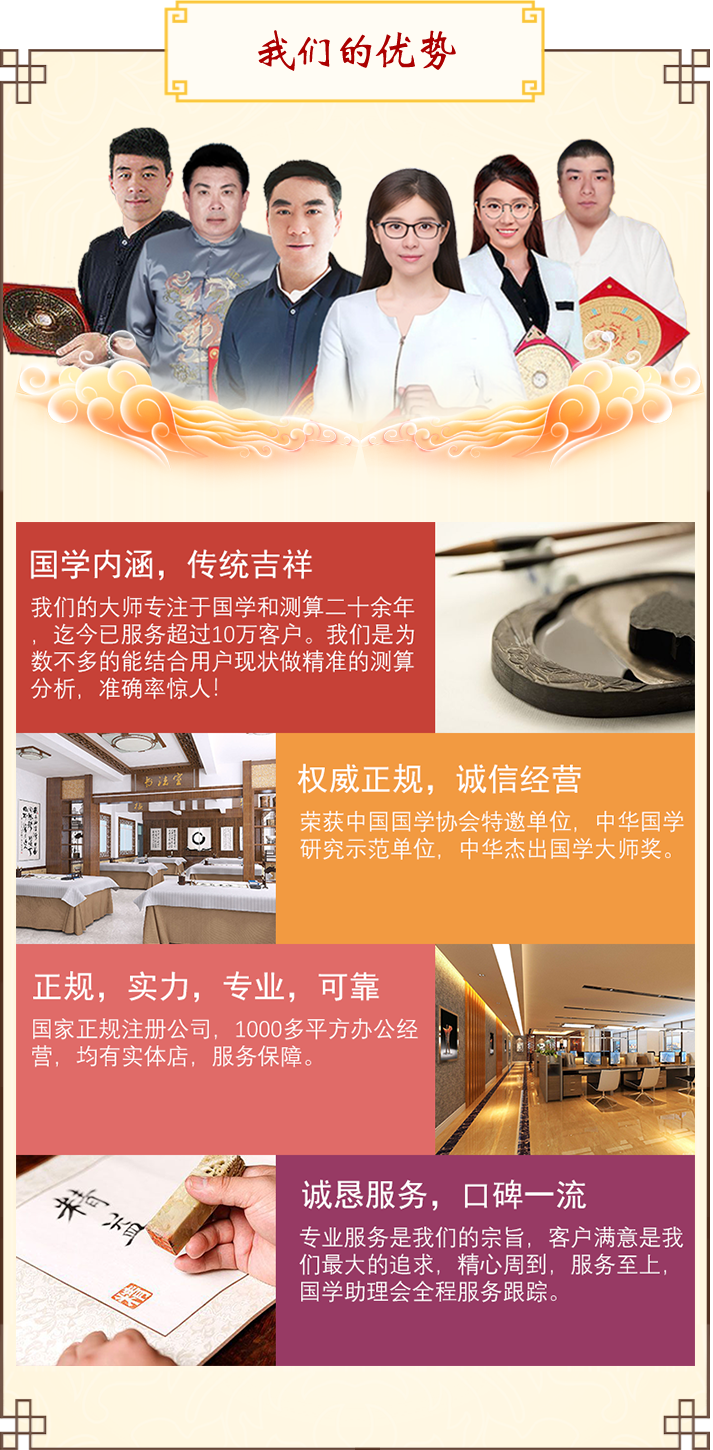 我们的优势
国学内涵，传统吉祥
我们的大师专注于国学和测算二十余年
，迄今已服务超过10万客户。我们是为
数不多的能结合用户现状做精准的测算
分析，准确率惊人！
权威正规，诚信经营
荣获中国国学协会特邀单位，中华国学
研究示范单位，中华杰出国学大师奖。
正规，实力，专业，可靠
国家正规注册公司，1000多平方办公经
营，均有实体店，服务保障。
诚恳服务，口碑一流
专业服务是我们的宗旨，客户满意是我
们最大的追求，精心周到，服务至上，
国学助理会全程服务跟踪。